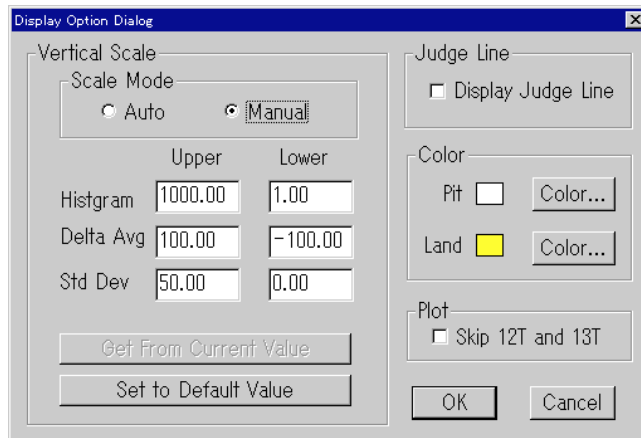 Display Option Dialog
Vertical Scale
Scale Mode
Auto Manual
Upper Lower
Histgram 1000.00 1.00
Delta Avg 100.00 -100.00
Std Dev 50.00 0.00
Get From Current Value
Set to Default Value
Judge Line
Display Judge Line
Color
Pit Color...
Land Color...
Plot
Skip 12T and 13T
OK Cancel